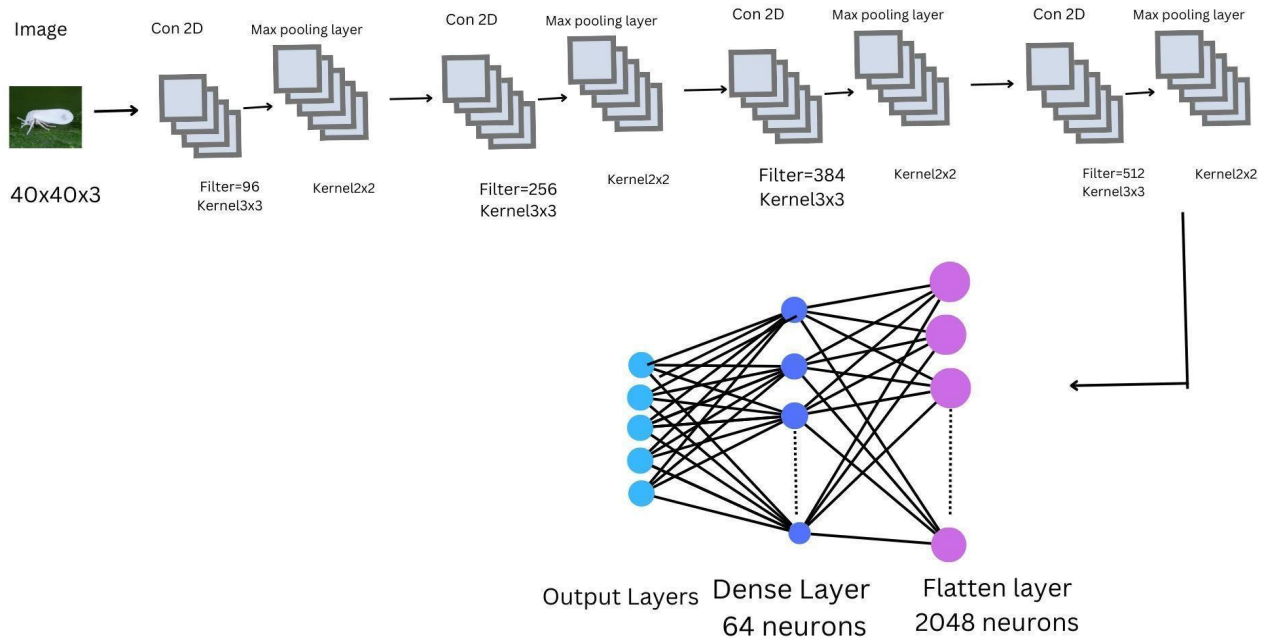 Image
Con 2D
Max pooling layer
Con 2D
Max pooling layer
Con 2D
Max pooling layer
Con 2D
Max pooling layer
40x40x3
Filter=96
Kernel3x3
Kernel2x2
Filter=256
Kernel3x3
Kernel2x2
Filter=384
Kernel3x3
Kernel2x2
Filter=512
Kernel3x3
Kernel2x2
Output Layers
Dense Layer
64 neurons
Flatten layer
2048 neurons